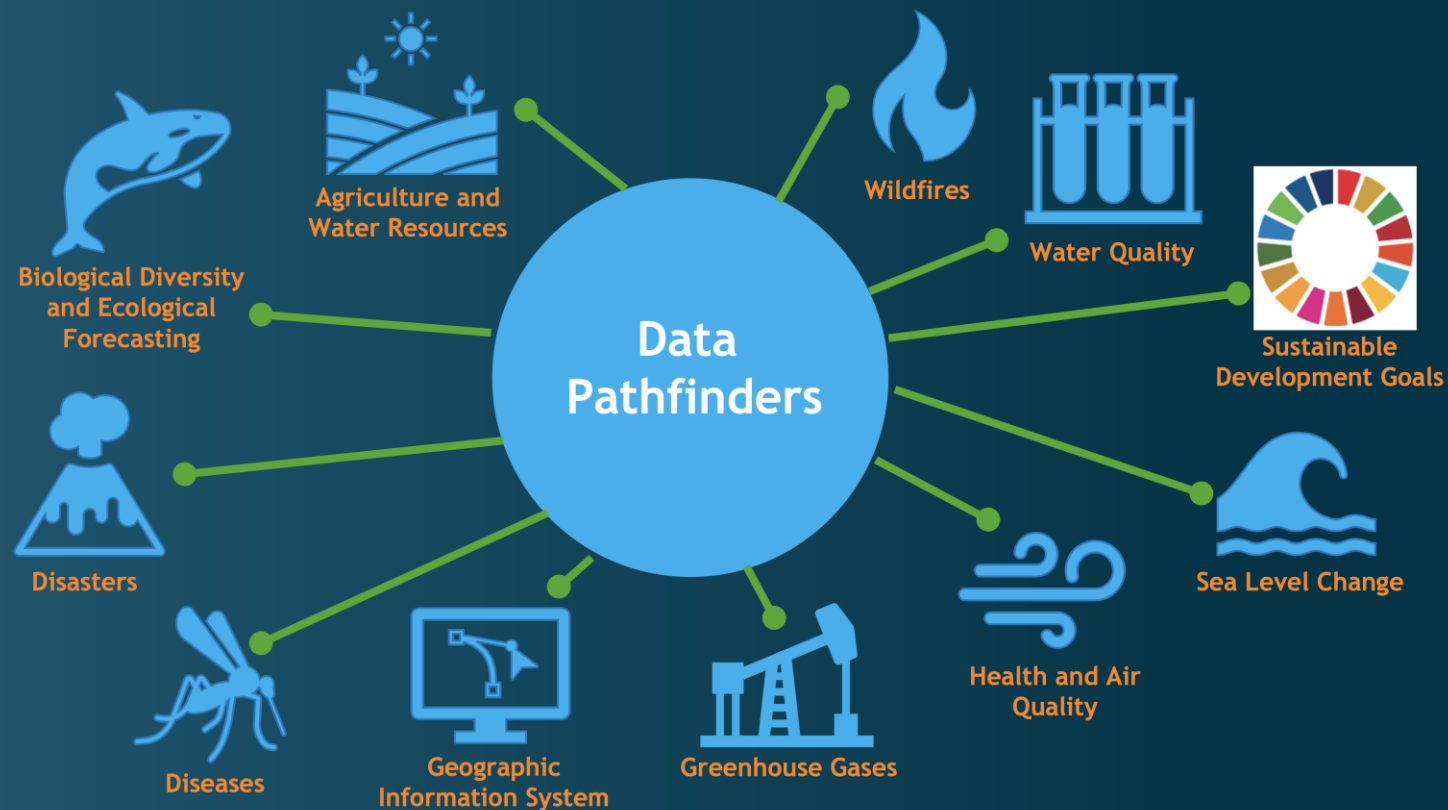 Agriculture and
Water Resources
Wildfires
Water Quality
Biological Diversity
and Ecological
Forecasting
Data
Pathfinders
Sustainable
Development Goals
Disasters
Sea Level Change
Health and Air
Quality
Diseases
Geographic
Information System
Greenhouse Gases